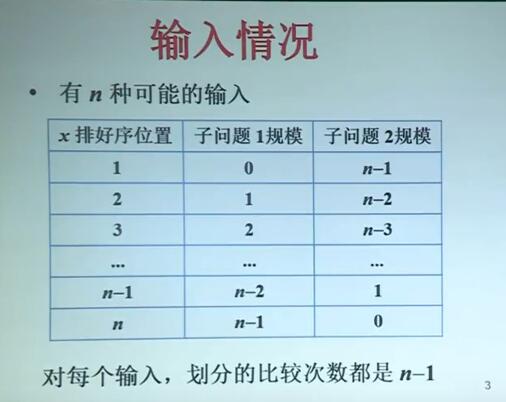 输入情况
• 有 n 种可能的输入
x 排好序位置 子问题 1规模 子问题 2规模
1 0 n–1
2 1 n–2
3 2 n–3
... ... ...
n–1 n–2 1
n n–1 0
对每个输入，划分的比较次数都是 n–1
3